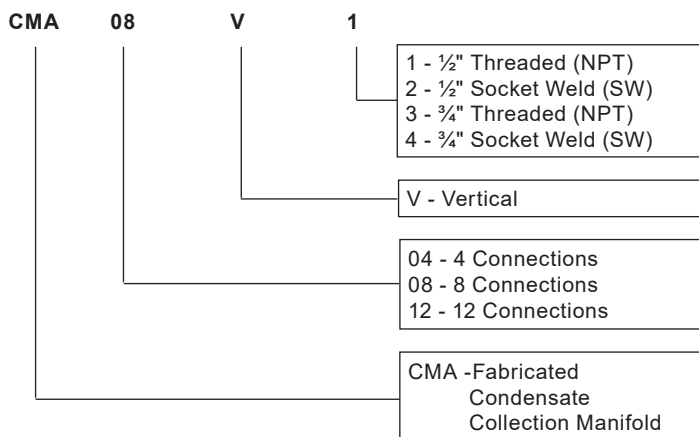 CMA 08 V 1
1 - ½" Threaded (NPT)
2 - ½" Socket Weld (SW)
3 - ¾" Threaded (NPT)
4 - ¾" Socket Weld (SW)
V - Vertical
04 - 4 Connections
08 - 8 Connections
12 - 12 Connections
CMA -Fabricated
Condensate
Collection Manifold